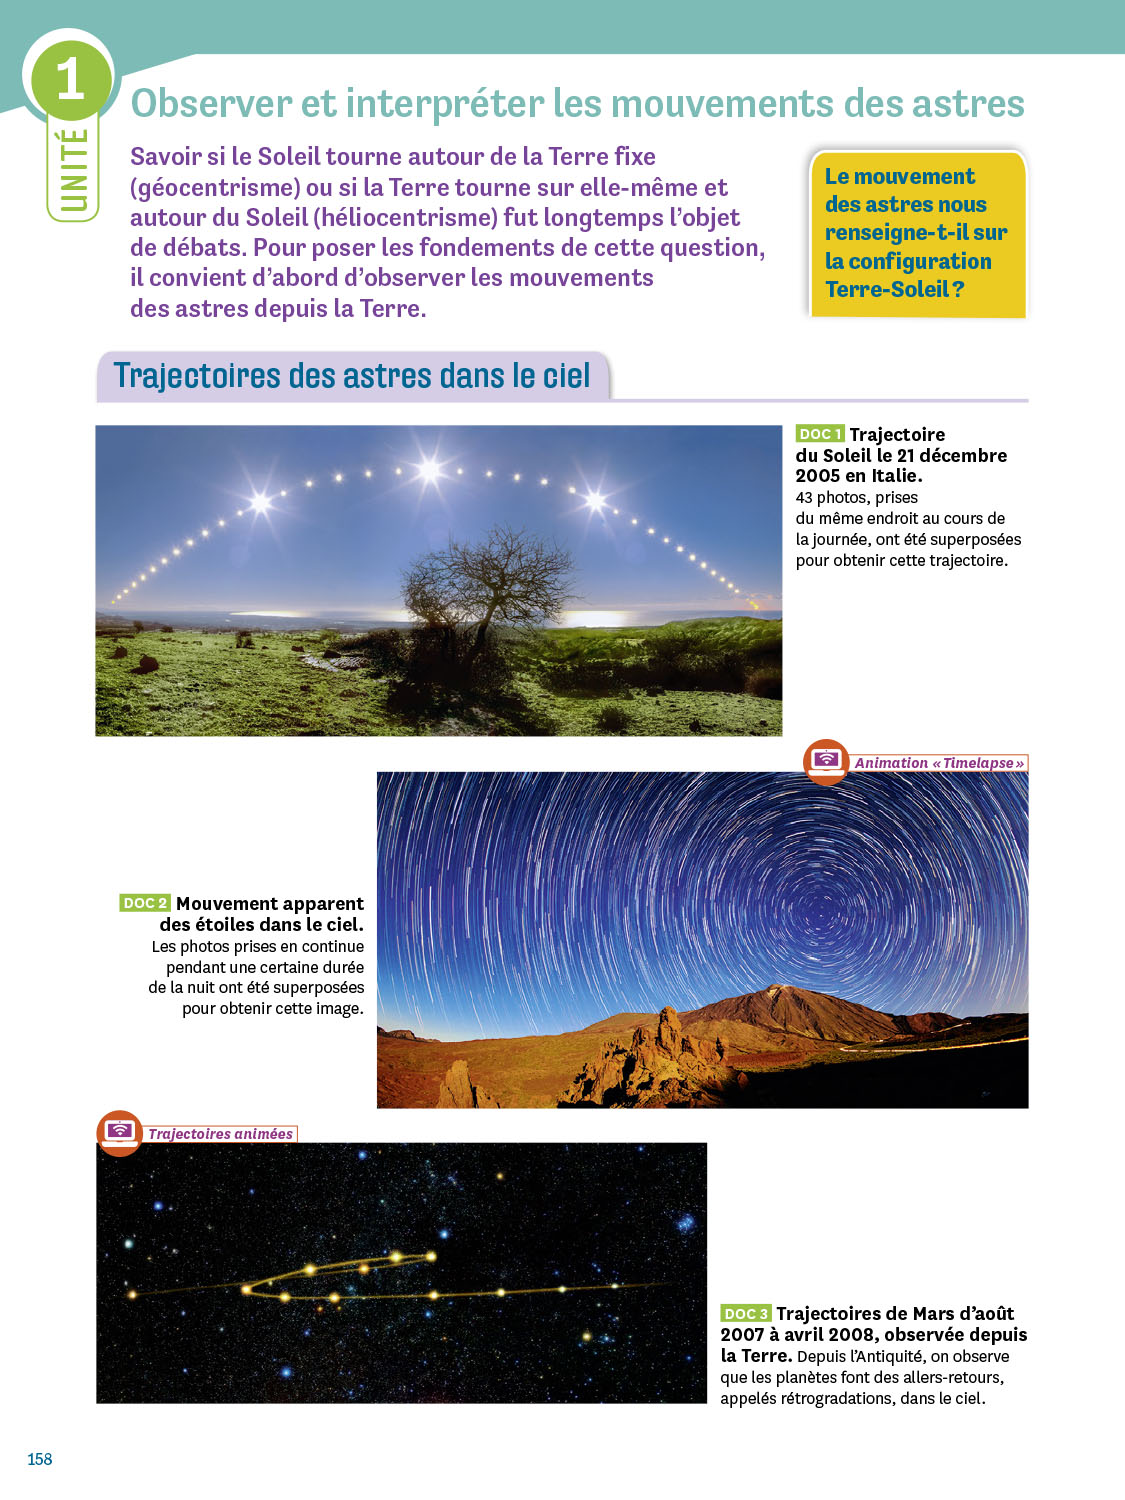 1
UNITÉ
Observer et interpréter les mouvements des astres
Savoir si le Soleil tourne autour de la Terre fixe
(géocentrisme) ou si la Terre tourne sur elle-même et
autour du Soleil (héliocentrisme) fut longtemps l’objet
de débats. Pour poser les fondements de cette question,
il convient d’abord d’observer les mouvements
des astres depuis la Terre.
Le mouvement
des astres nous
renseigne-t-il sur
la configuration
Terre-Soleil ?
Trajectoires des astres dans le ciel
DOC 1 Trajectoire
du Soleil le 21 décembre
2005 en Italie.
43 photos, prises
du même endroit au cours de
la journée, ont été superposées
pour obtenir cette trajectoire.
Animation « Timelapse »
DOC 2 Mouvement apparent
des étoiles dans le ciel.
Les photos prises en continue
pendant une certaine durée
de la nuit ont été superposées
pour obtenir cette image.
Trajectoires animées
DOC 3 Trajectoires de Mars d’août
2007 à avril 2008, observée depuis
la Terre. Depuis l’Antiquité, on observe
que les planètes font des allers-retours,
appelés rétrogradations, dans le ciel.
158